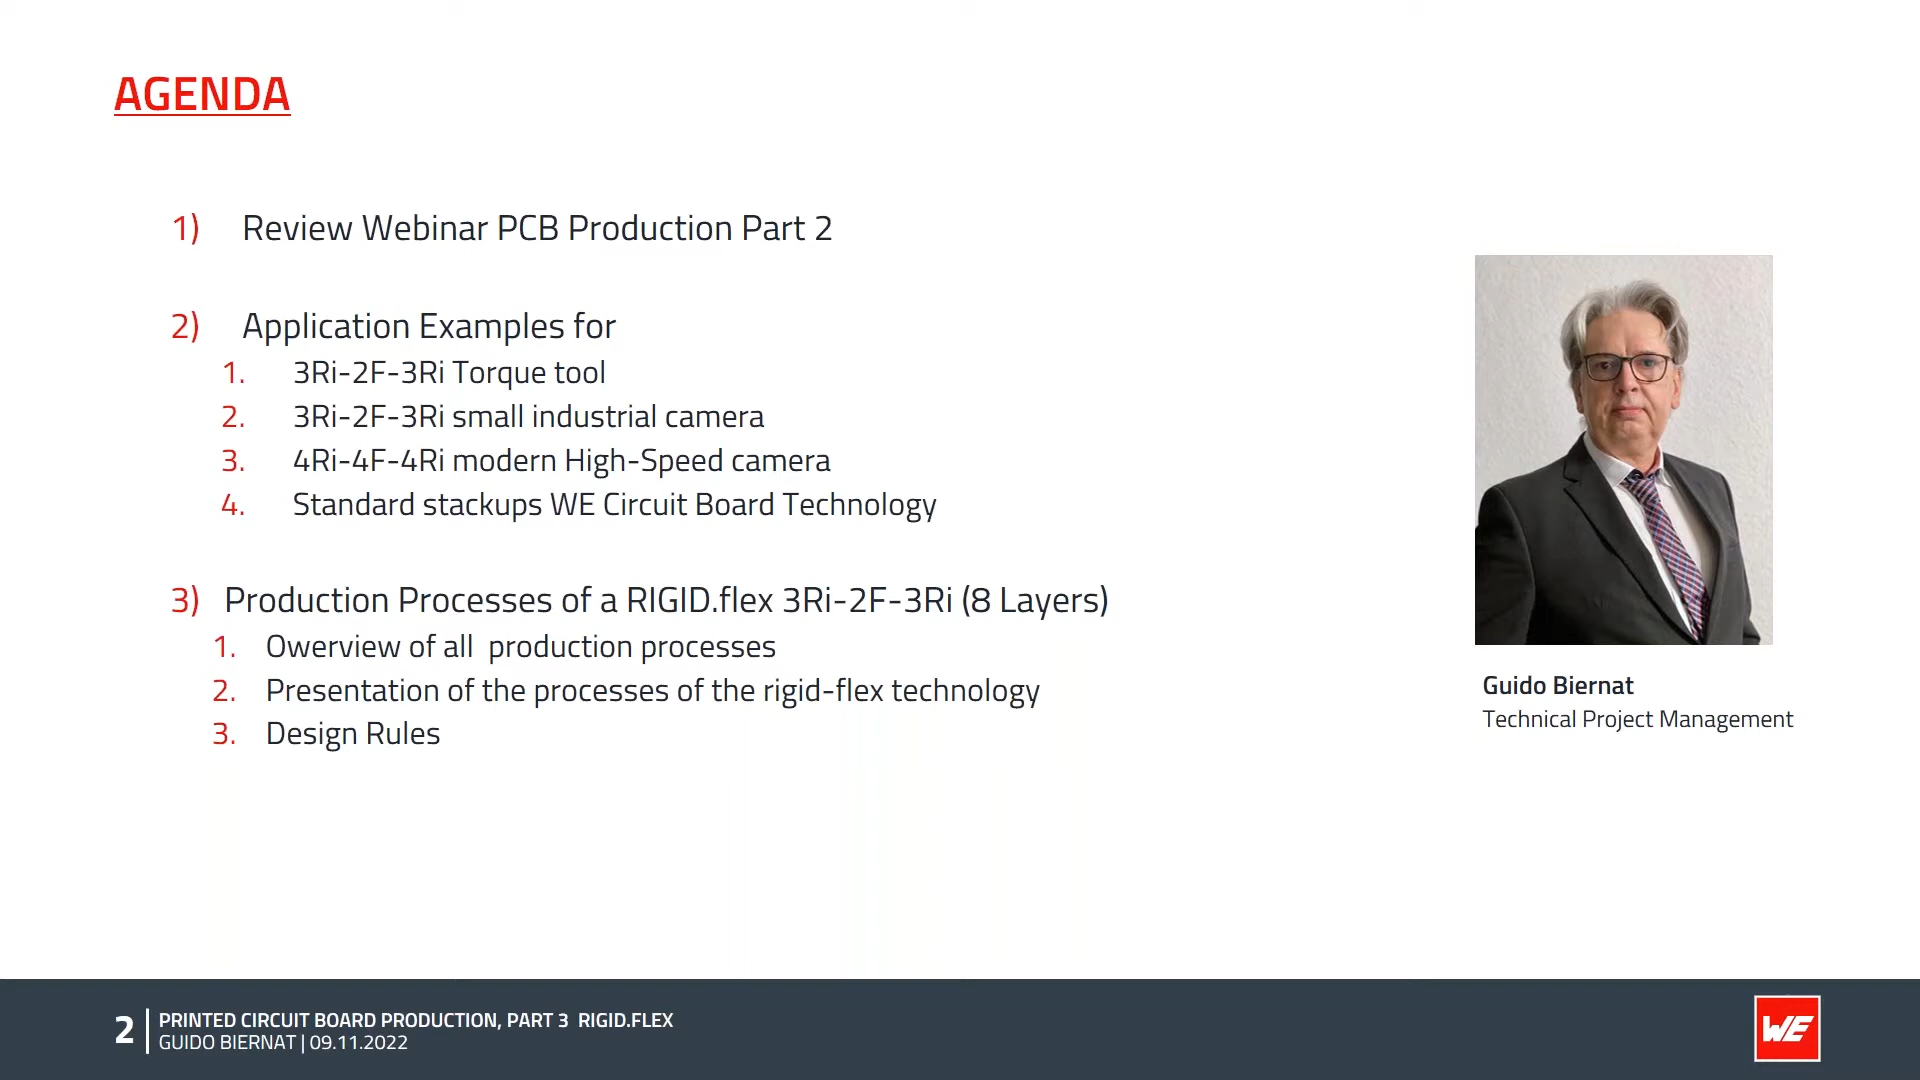 AGENDA
1) Review Webinar PCB Production Part 2
2) Application Examples for
1. 3Ri-2F-3Ri Torque tool
2. 3Ri-2F-3Ri small industrial camera
3. 4Ri-4F-4Ri modern High-Speed camera
4. Standard stackups WE Circuit Board Technology
3) Production Processes of a RIGID.flex 3Ri-2F-3Ri (8 Layers)
1. Owerview of all  production processes
2. Presentation of the processes of the rigid-flex technology
3. Design Rules
Guido Biernat
Technical Project Management
2
PRINTED CIRCUIT BOARD PRODUCTION, PART 3  RIGID.FLEX
GUIDO BIERNAT | 09.11.2022
WE